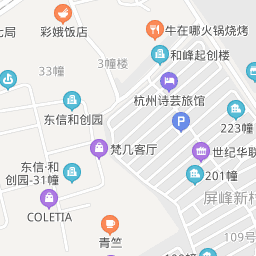 七局
彩娥饭店
牛在哪火锅烧烤
和峰起创楼
3幢楼
33幢
杭州诗芸旅馆
东信和创园
P
223幢
梵几客厅
世纪华联
东信·和
创园-31幢
201幢
屏峰新村
COLETIA
青竺
109号